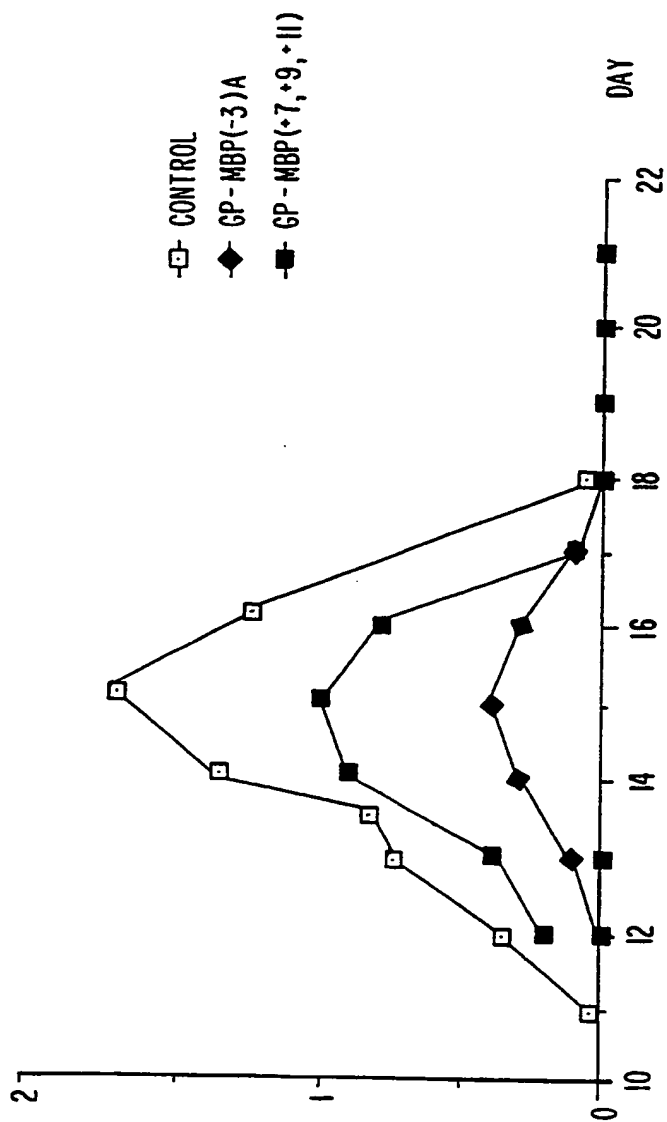 2
1
0
10
12
14
16
18
20
22
DAY
CONTROL
GP-MBP(-3)A
GP-MBP(+7,+9,+11)